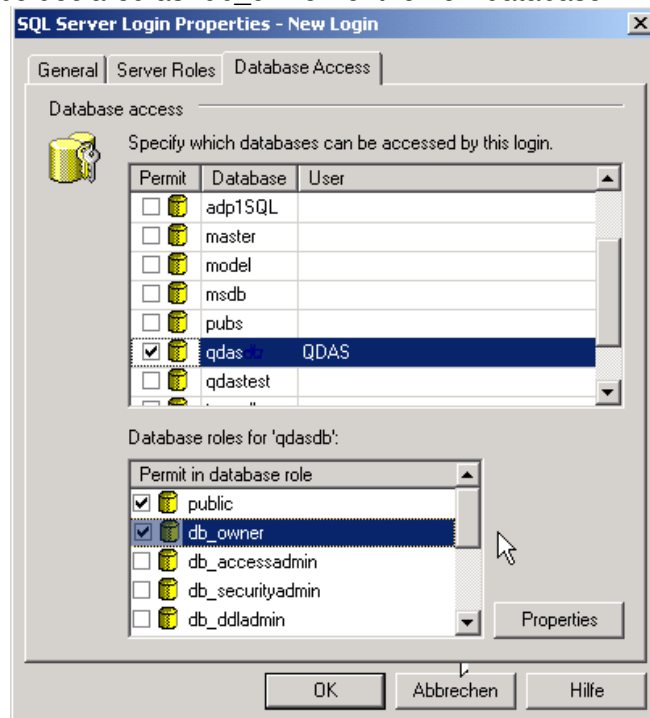 SQL Server Login Properties - New Login
General Server Roles Database Access
Database access
Specify which databases can be accessed by this login.
Permit Database User
adp1SQL
master
model
msdb
pubs
qdasdb QDAS
qdastest
Database roles for 'qdasdb':
Permit in database role
public
db_owner
db_accessadmin
db_securityadmin
db_ddladmin
Properties
OK Abbrechen Hilfe